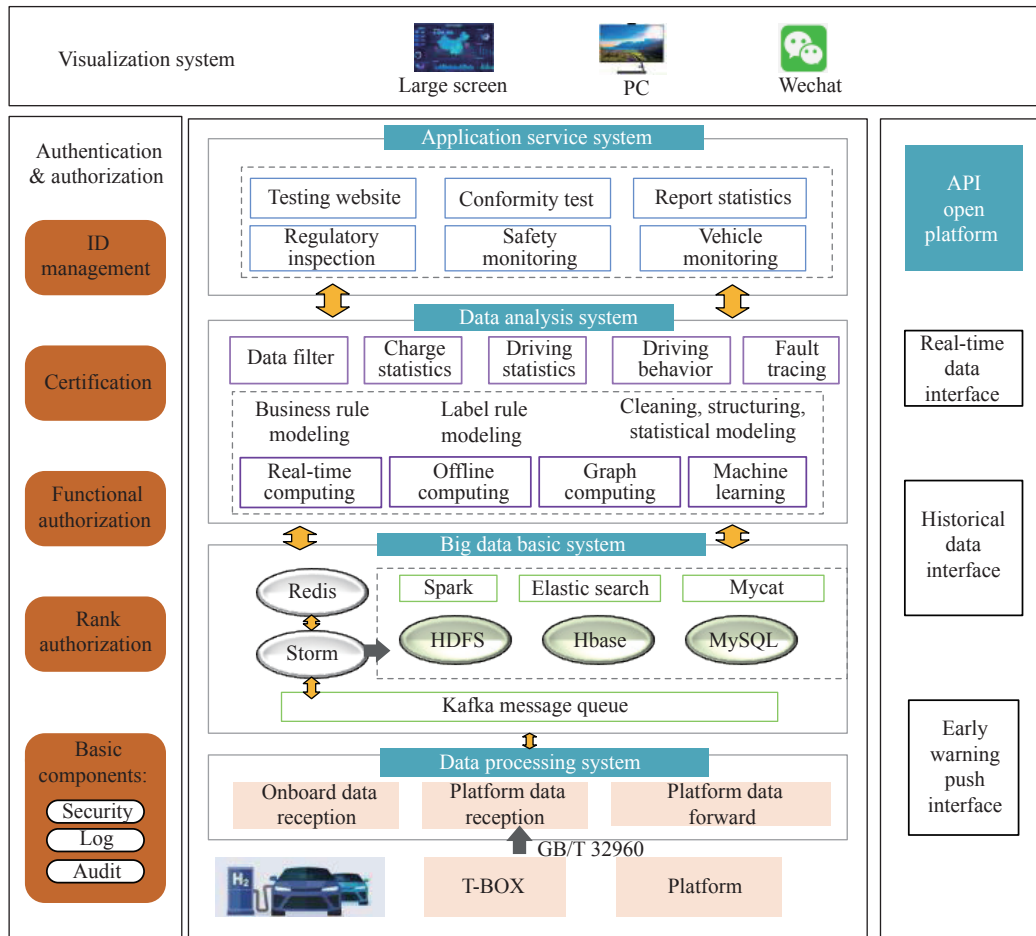 Visualization system
Large screen
PC
Wechat
Authentication
& authorization
ID
management
Certification
Functional
authorization
Rank
authorization
Basic
components:
Security
Log
Audit
Application service system
Testing website
Conformity test
Report statistics
Regulatory
inspection
Safety
monitoring
Vehicle
monitoring
Data analysis system
Data filter
Charge
statistics
Driving
statistics
Driving
behavior
Fault
tracing
Business rule
modeling
Label rule
modeling
Cleaning, structuring,
statistical modeling
Real-time
computing
Offline
computing
Graph
computing
Machine
learning
Big data basic system
Redis
Storm
Spark
Elastic search
Mycat
HDFS
Hbase
MySQL
Kafka message queue
Data processing system
Onboard data
reception
Platform data
reception
Platform data
forward
GB/T 32960
H2
T-BOX
Platform
API
open
platform
Real-time
data
interface
Historical
data
interface
Early
warning
push
interface